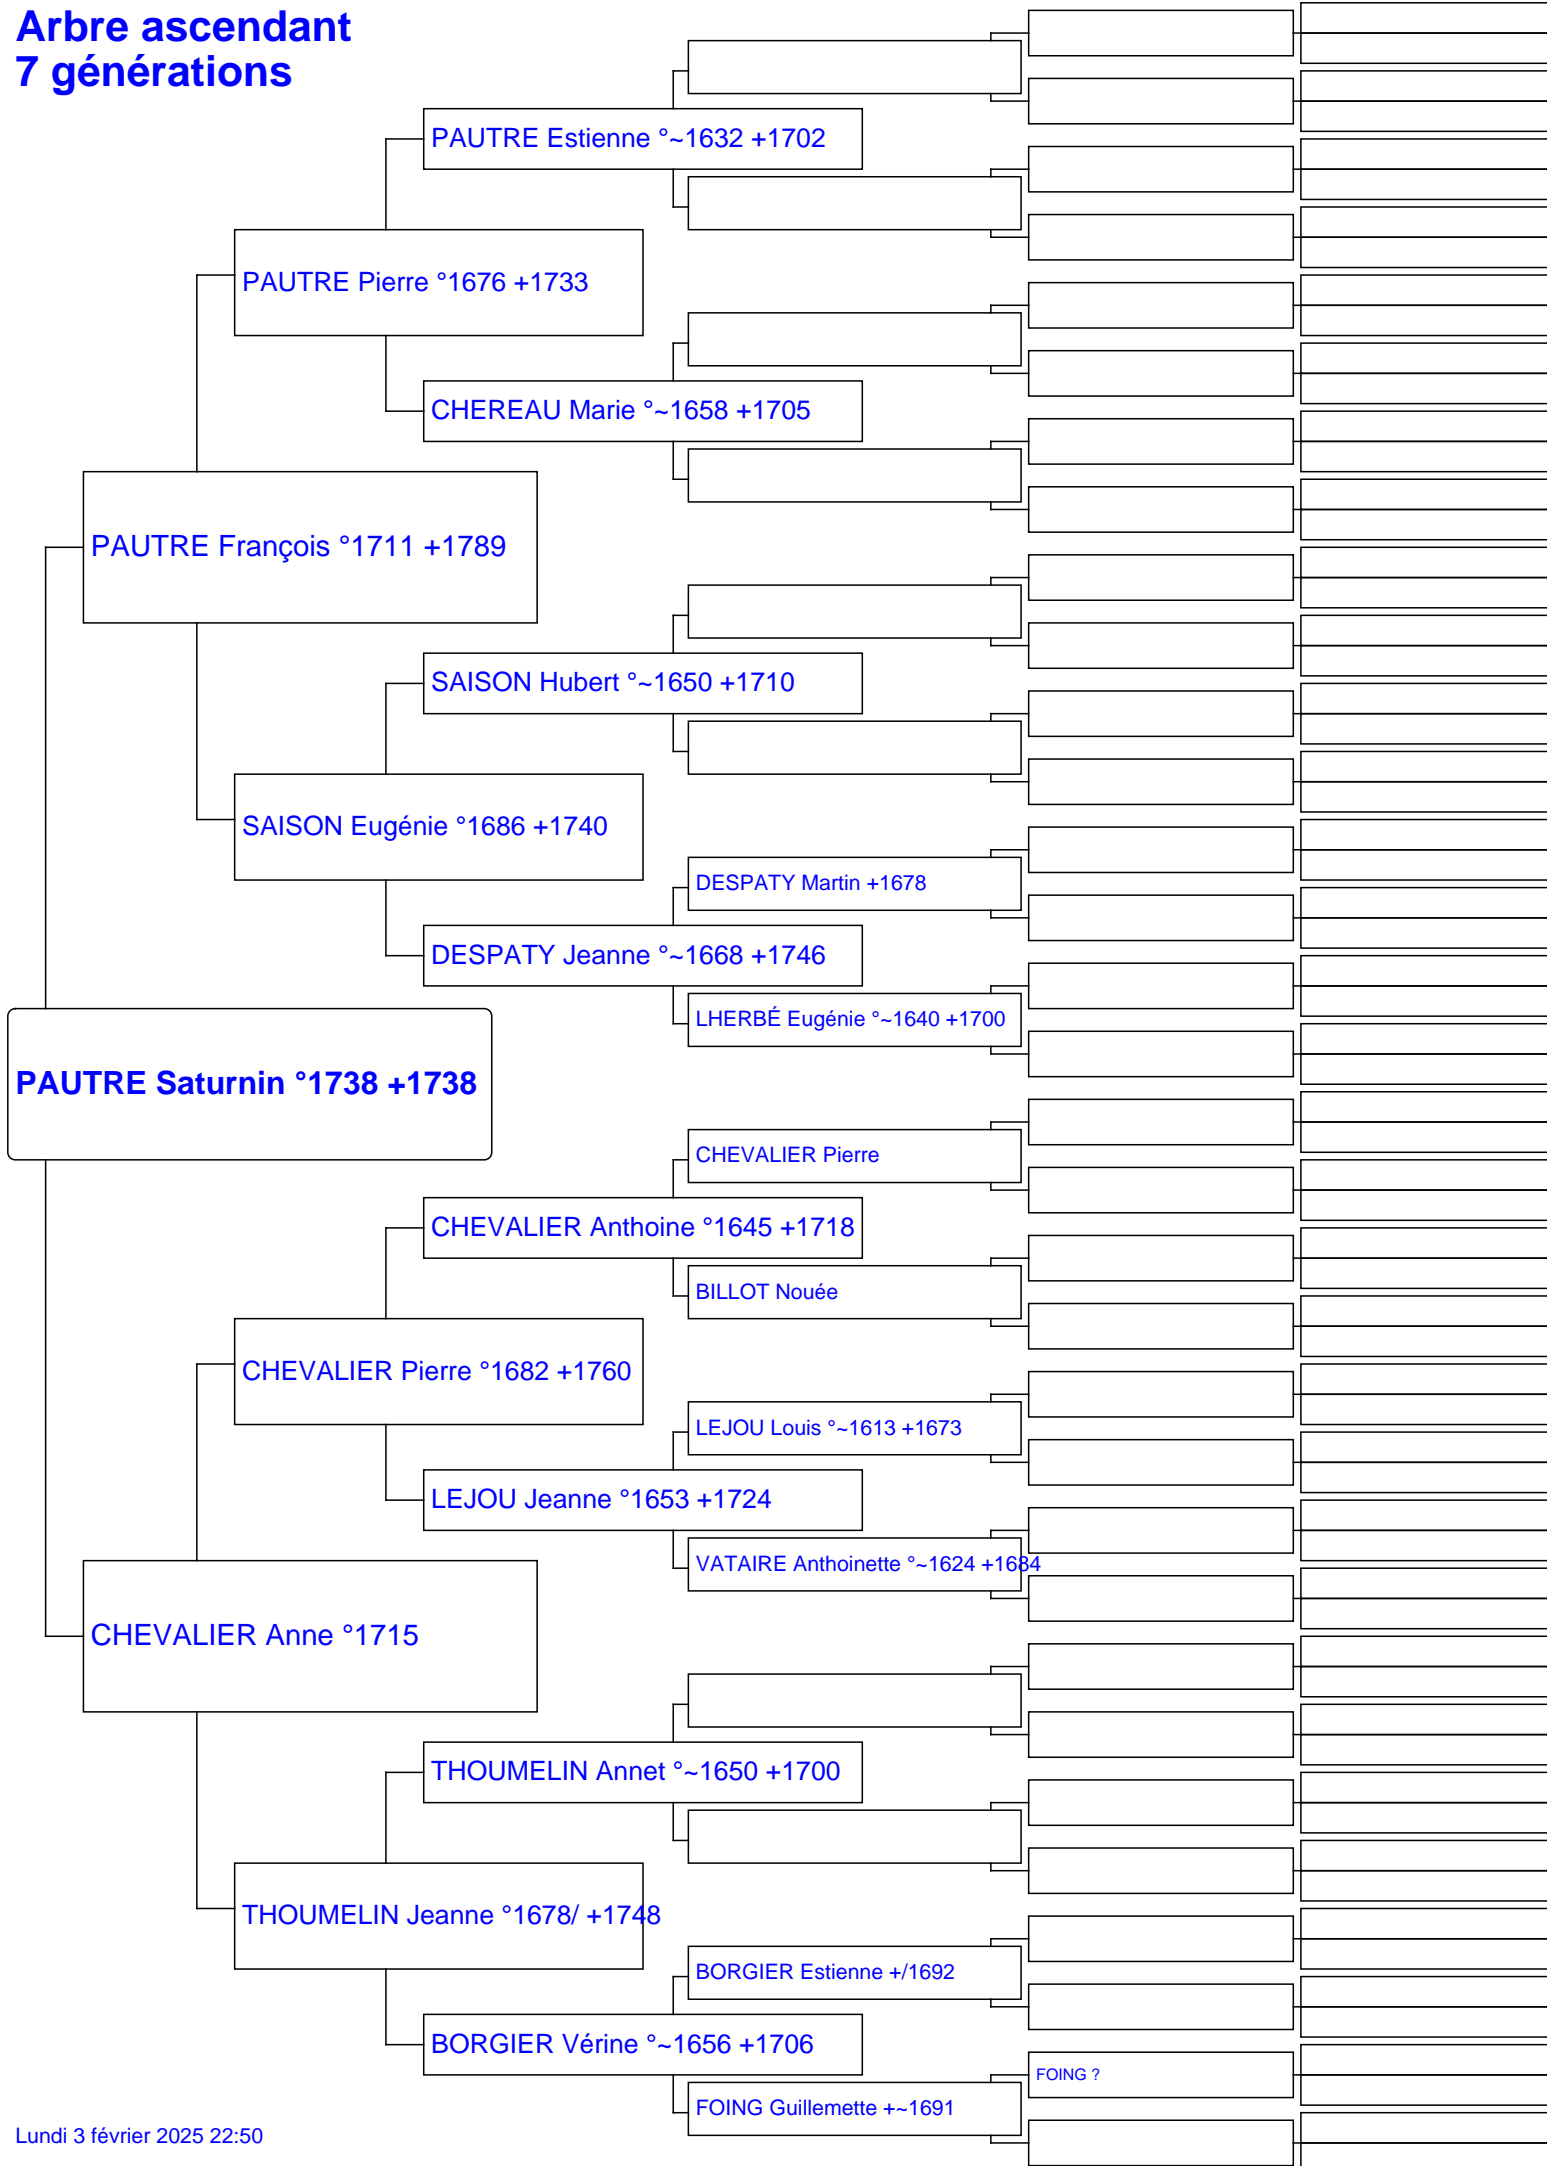 Arbre ascendant
7 générations
PAUTRE Estienne °~1632 +1702
PAUTRE Pierre °1676 +1733
CHEREAU Marie °~1658 +1705
PAUTRE François °1711 +1789
SAISON Hubert °~1650 +1710
SAISON Eugénie °1686 +1740
DESPATY Martin +1678
DESPATY Jeanne °~1668 +1746
LHERBÉ Eugénie °~1640 +1700
PAUTRE Saturnin °1738 +1738
CHEVALIER Pierre
CHEVALIER Anthoine °1645 +1718
BILLOT Nouée
CHEVALIER Pierre °1682 +1760
LEJOU Louis °~1613 +1673
LEJOU Jeanne °1653 +1724
VATAIRE Anthoinette °~1624 +1684
CHEVALIER Anne °1715
THOUMELIN Annet °~1650 +1700
THOUMELIN Jeanne °1678/ +1748
BORGIER Estienne +/1692
BORGIER Vérine °~1656 +1706
FOING ?
FOING Guillemette +~1691
Lundi 3 février 2025 22:50